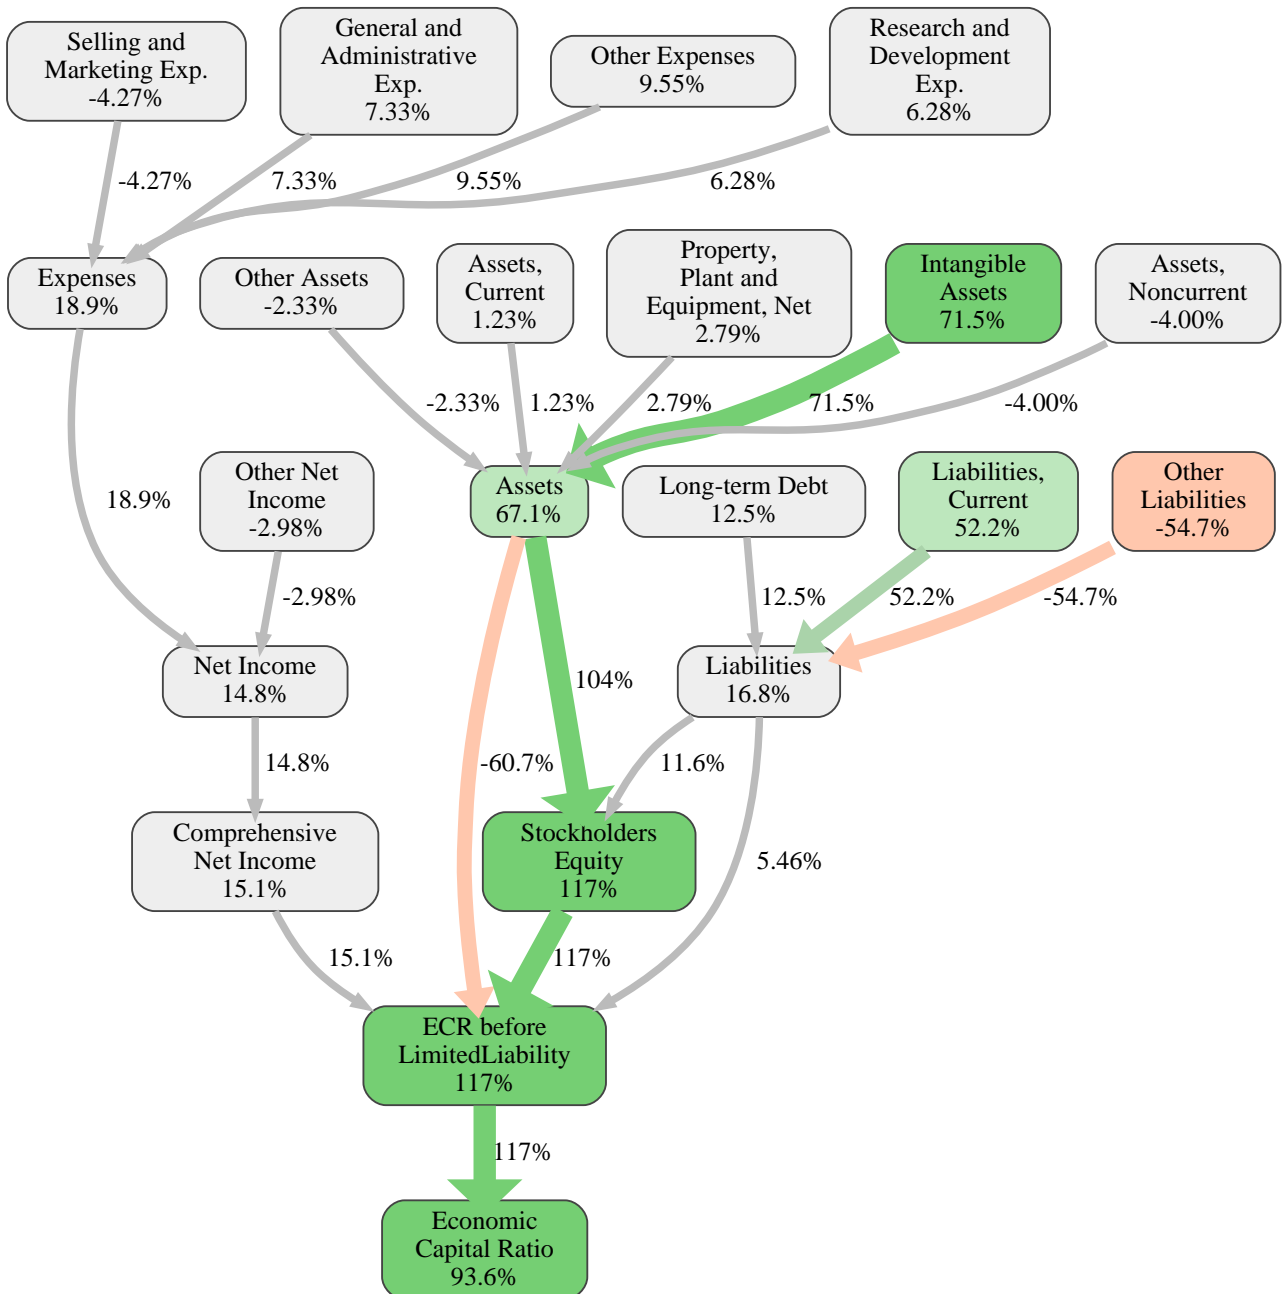 Selling and
Marketing Exp.
-4.27%
General and
Administrative
Exp.
7.33%
Other Expenses
9.55%
Research and
Development
Exp.
6.28%
-4.27%
7.33%
9.55%
6.28%
Expenses
18.9%
Other Assets
-2.33%
Assets,
Current
1.23%
Property,
Plant and
Equipment, Net
2.79%
Intangible
Assets
71.5%
Assets,
Noncurrent
-4.00%
-2.33%
1.23%
2.79%
71.5%
-4.00%
18.9%
Other Net
Income
-2.98%
Assets
67.1%
Long-term Debt
12.5%
Liabilities,
Current
52.2%
Other
Liabilities
-54.7%
-2.98%
12.5%
52.2%
-54.7%
Net Income
14.8%
104%
Liabilities
16.8%
14.8%
-60.7%
11.6%
Comprehensive
Net Income
15.1%
Stockholders
Equity
117%
5.46%
15.1%
117%
ECR before
LimitedLiability
117%
117%
Economic
Capital Ratio
93.6%